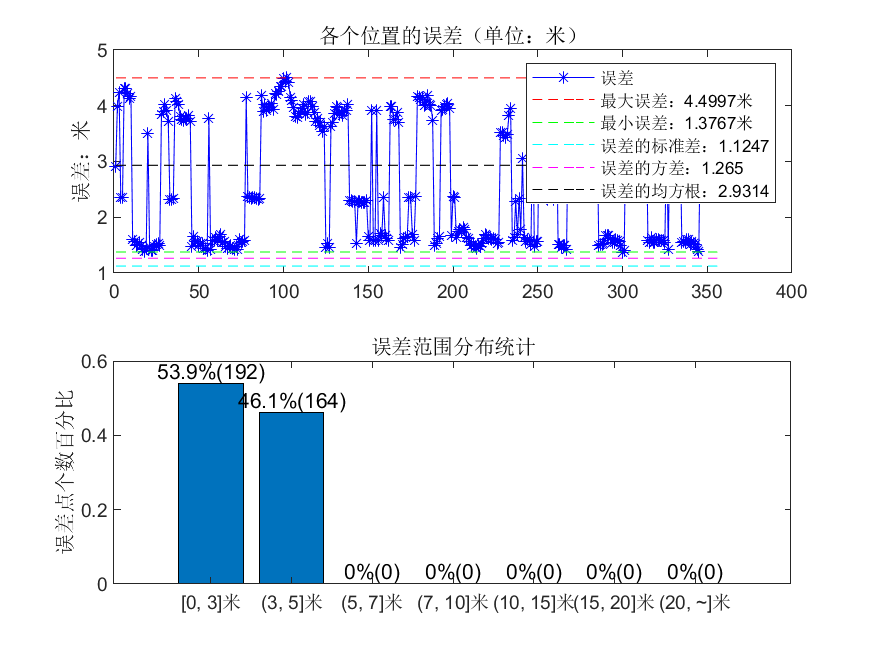 各个位置的误差（单位：米）
误差：米
5
4
3
2
1
0
50
100
150
200
250
300
350
400
误差
最大误差：4.4997米
最小误差：1.3767米
误差的标准差：1.1247
误差的方差：1.265
误差的均方根：2.9314
误差范围分布统计
误差点个数百分比
0.6
0.4
0.2
0
53.9%(192)
46.1%(164)
0%(0)
0%(0)
0%(0)
0%(0)
0%(0)
[0, 3]米
(3, 5]米
(5, 7]米
(7, 10]米
(10, 15]米
(15, 20]米
(20, ~]米